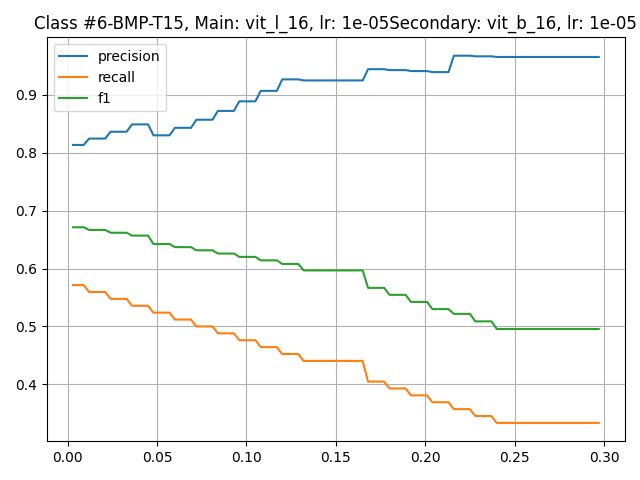 Class #6-BMP-T15, Main: vit_l_16, lr: 1e-05Secondary: vit_b_16, lr: 1e-05
precision
recall
f1
0.9
0.8
0.7
0.6
0.5
0.4
0.00 0.05 0.10 0.15 0.20 0.25 0.30